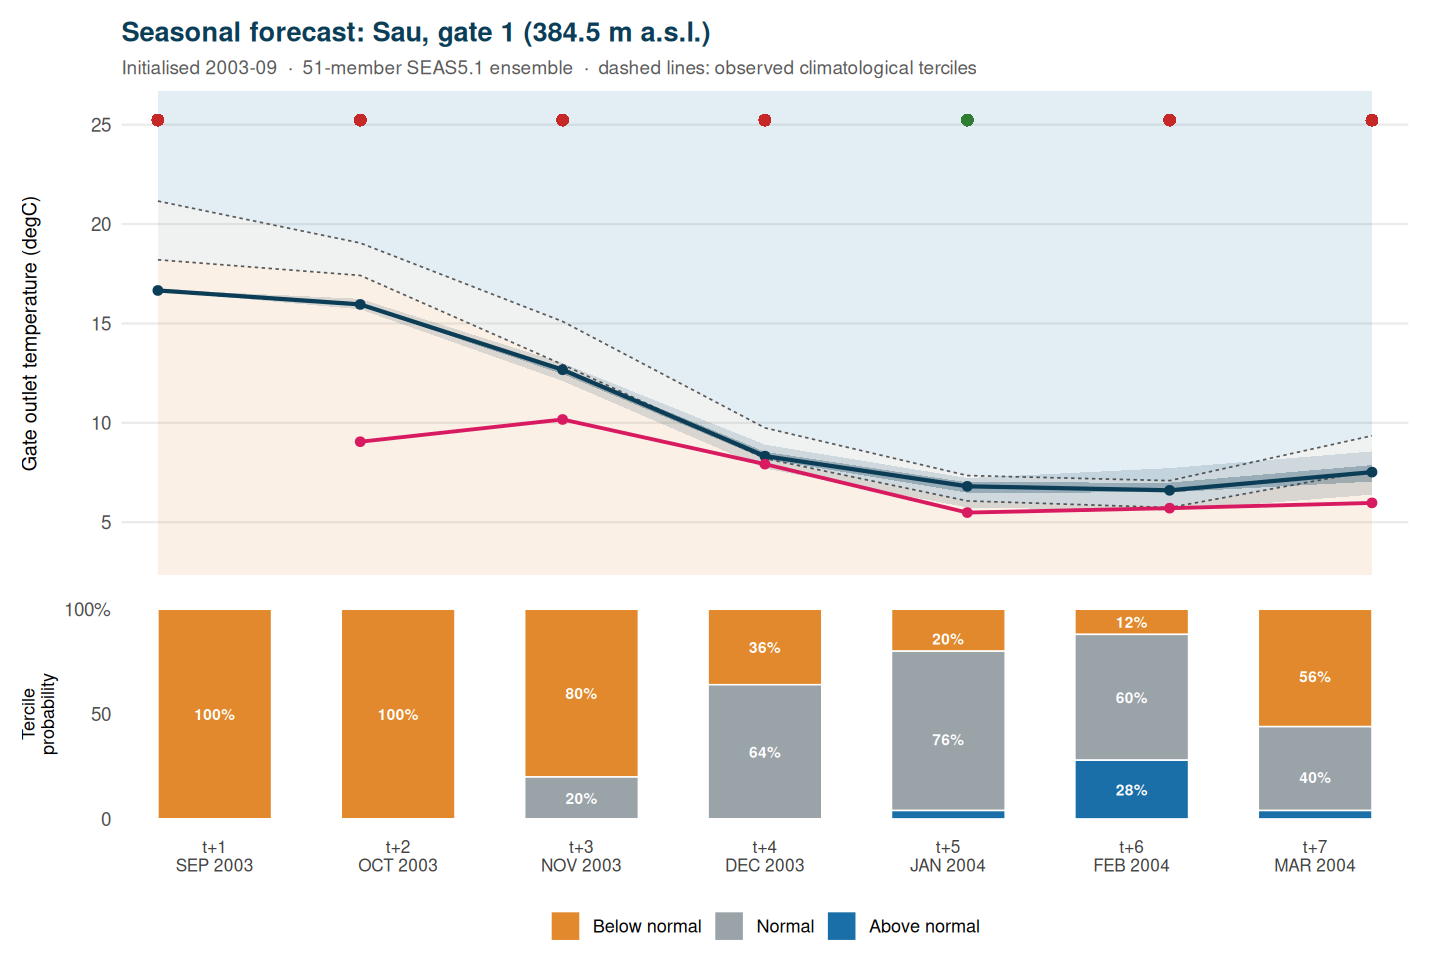 Seasonal forecast: Sau, gate 1 (384.5 m a.s.l.)
Initialised 2003-09 · 51-member SEAS5.1 ensemble · dashed lines: observed climatological terciles
Gate outlet temperature (degC)
25
20
15
10
5
Tercile
probability
100%
50
0
100%
100%
80%
20%
36%
64%
20%
76%
12%
60%
28%
56%
40%
t+1
SEP 2003
t+2
OCT 2003
t+3
NOV 2003
t+4
DEC 2003
t+5
JAN 2004
t+6
FEB 2004
t+7
MAR 2004
Below normal
Normal
Above normal